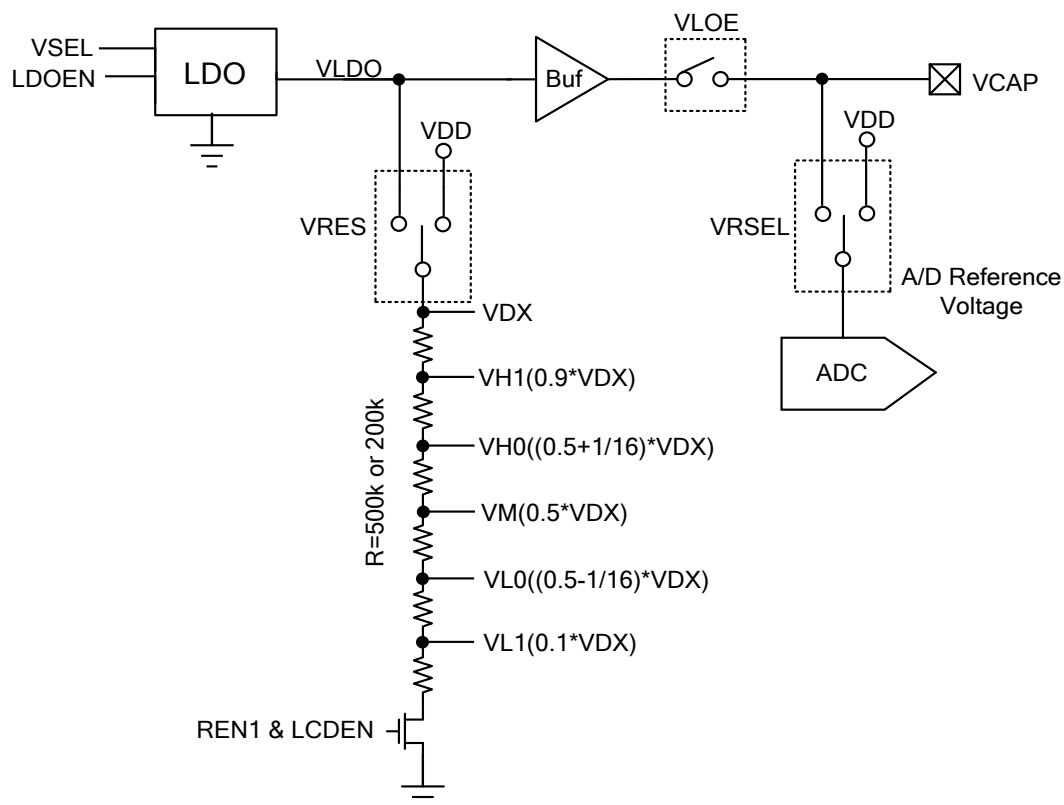 VLOE
VSEL
LDOEN
LDO
VLDO
Buf
VCAP
VDD
VDD
VRES
VRSEL
A/D Reference
Voltage
VDX
ADC
VH1(0.9*VDX)
VH0((0.5+1/16)*VDX)
R=500k or 200k
VM(0.5*VDX)
VL0((0.5-1/16)*VDX)
VL1(0.1*VDX)
REN1 & LCDEN